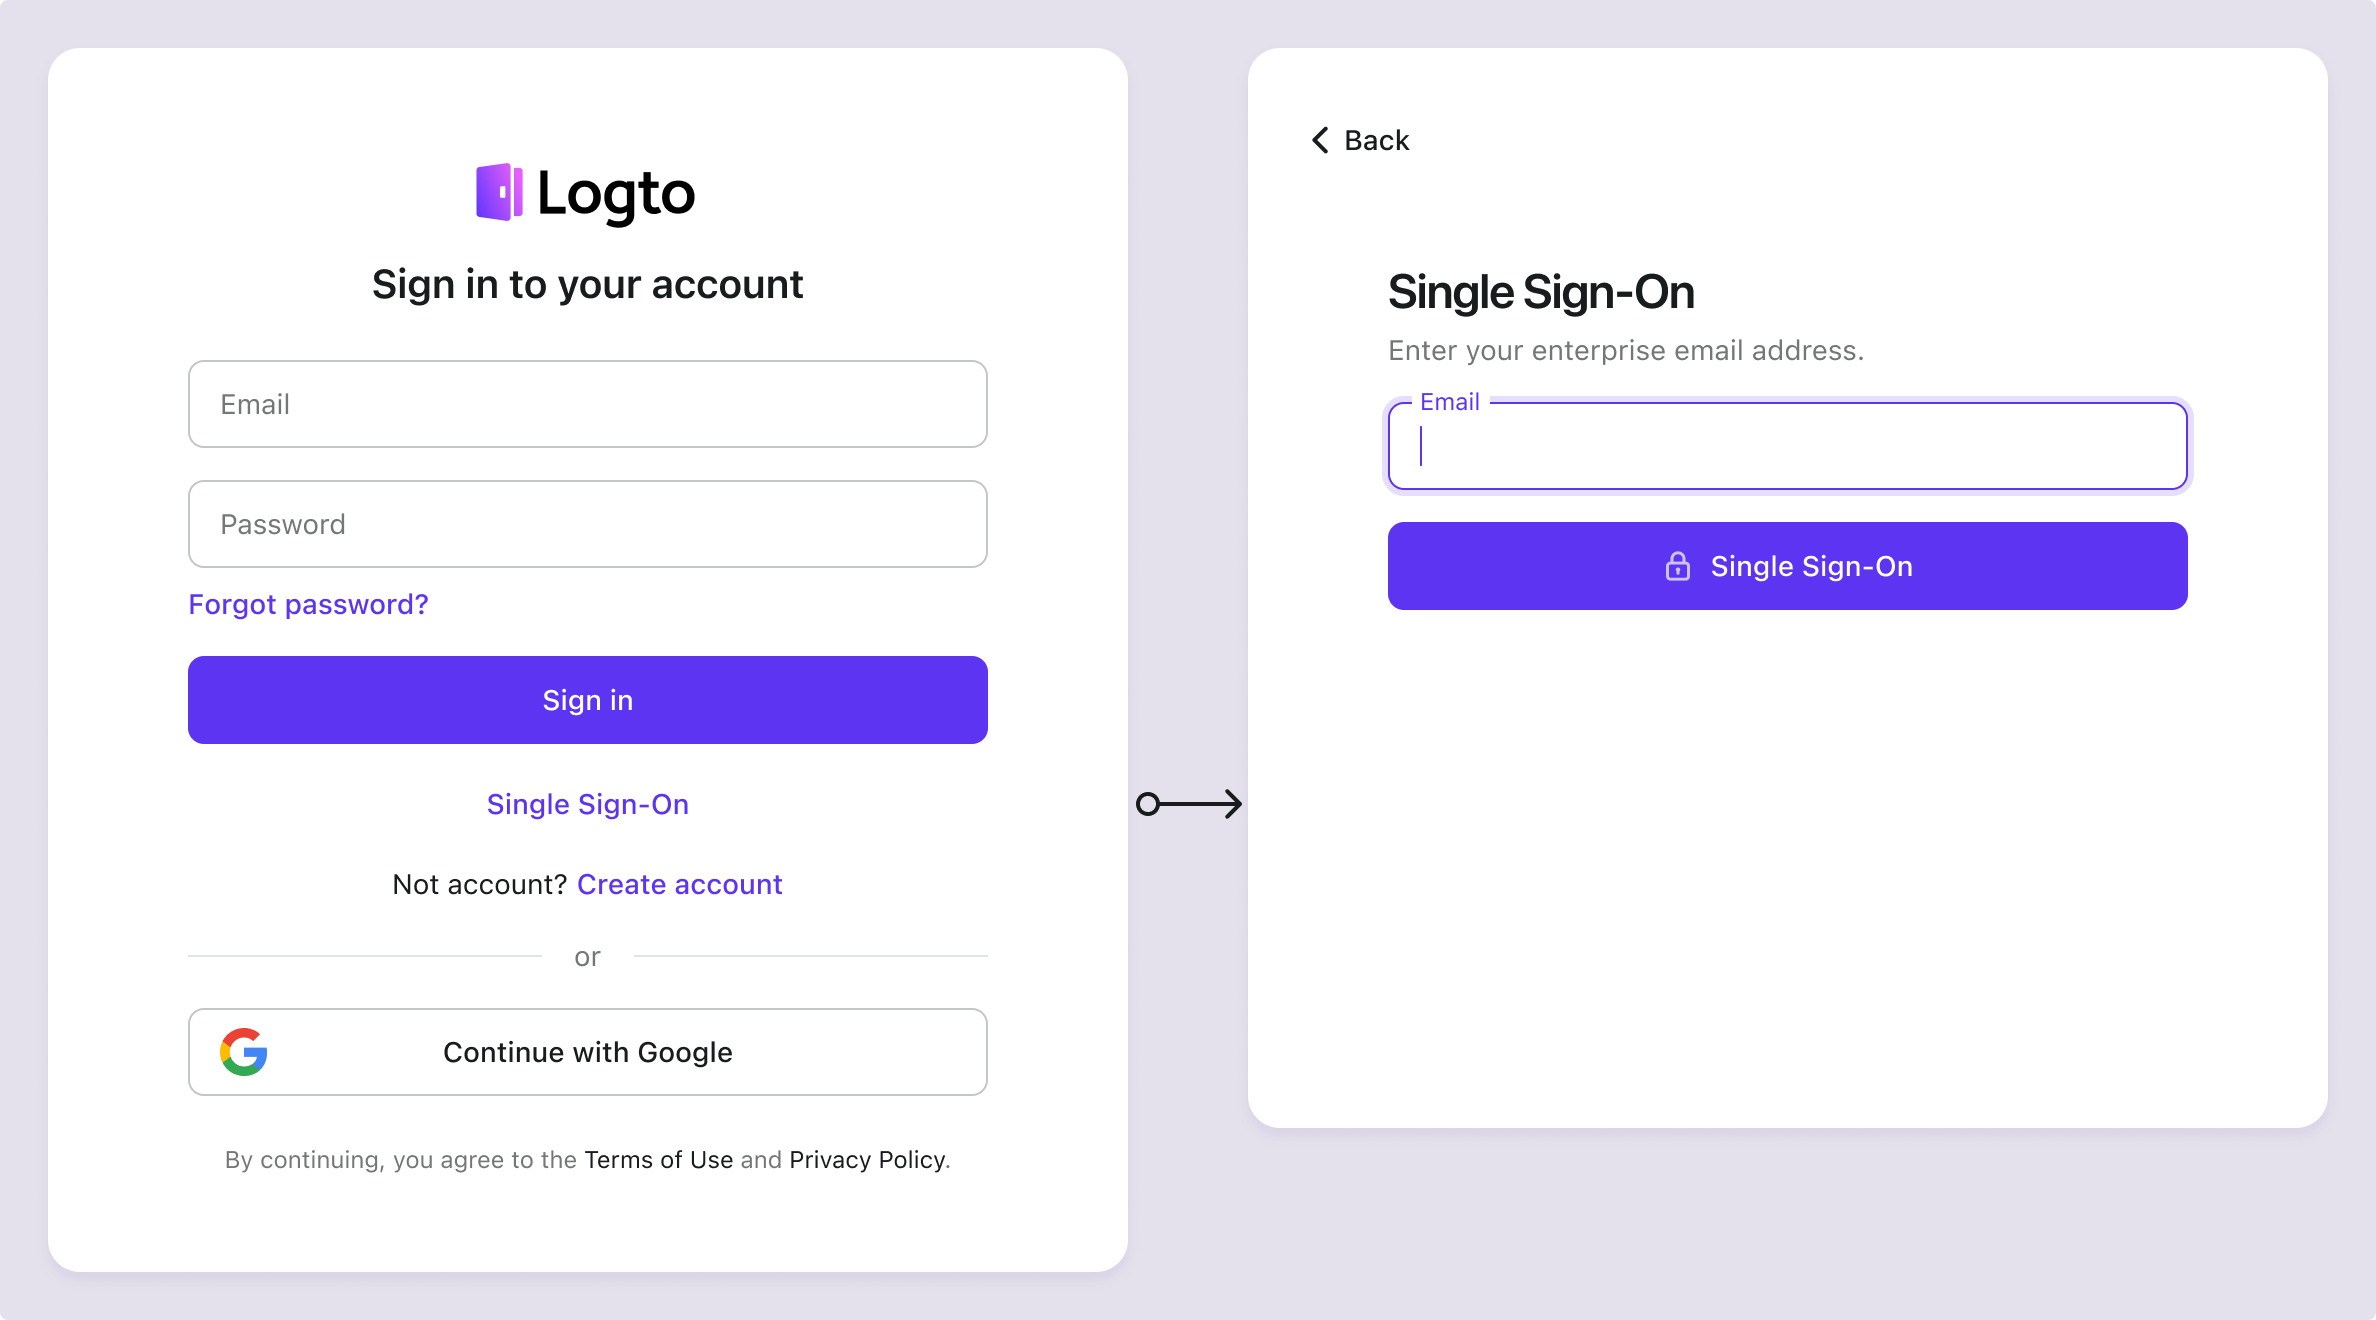 Logto
Sign in to your account
Email
Password
Forgot password?
Sign in
Single Sign-On
Not account? Create account
or
Continue with Google
By continuing, you agree to the Terms of Use and Privacy Policy.
Back
Single Sign-On
Enter your enterprise email address.
Email
Single Sign-On